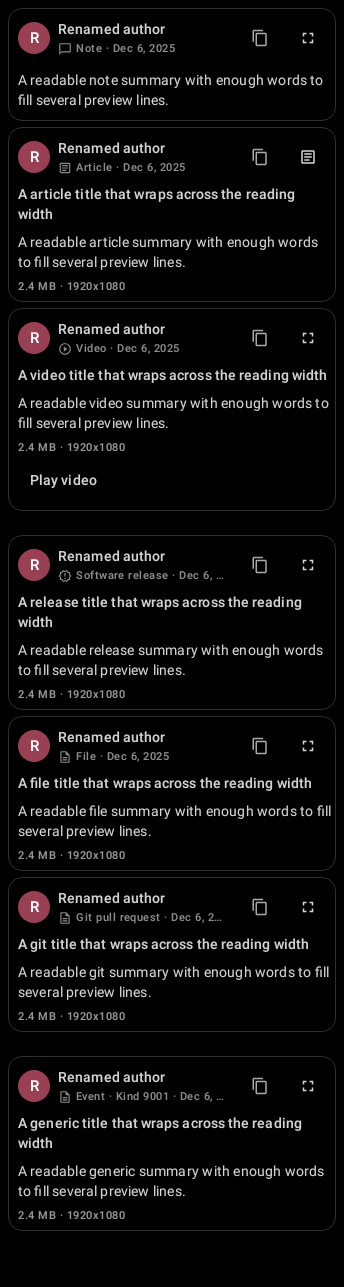 R
Renamed author
Note · Dec 6, 2025
A readable note summary with enough words to
fill several preview lines.
R
Renamed author
Article · Dec 6, 2025
A article title that wraps across the reading
width
A readable article summary with enough words
to fill several preview lines.
2.4 MB · 1920x1080
R
Renamed author
Video · Dec 6, 2025
A video title that wraps across the reading width
A readable video summary with enough words to
fill several preview lines.
2.4 MB · 1920x1080
Play video
R
Renamed author
Software release · Dec 6, …
A release title that wraps across the reading
width
A readable release summary with enough words
to fill several preview lines.
2.4 MB · 1920x1080
R
Renamed author
File · Dec 6, 2025
A file title that wraps across the reading width
A readable file summary with enough words to fill
several preview lines.
2.4 MB · 1920x1080
R
Renamed author
Git pull request · Dec 6, 2…
A git title that wraps across the reading width
A readable git summary with enough words to fill
several preview lines.
2.4 MB · 1920x1080
R
Renamed author
Event · Kind 9001 · Dec 6, …
A generic title that wraps across the reading
width
A readable generic summary with enough words
to fill several preview lines.
2.4 MB · 1920x1080